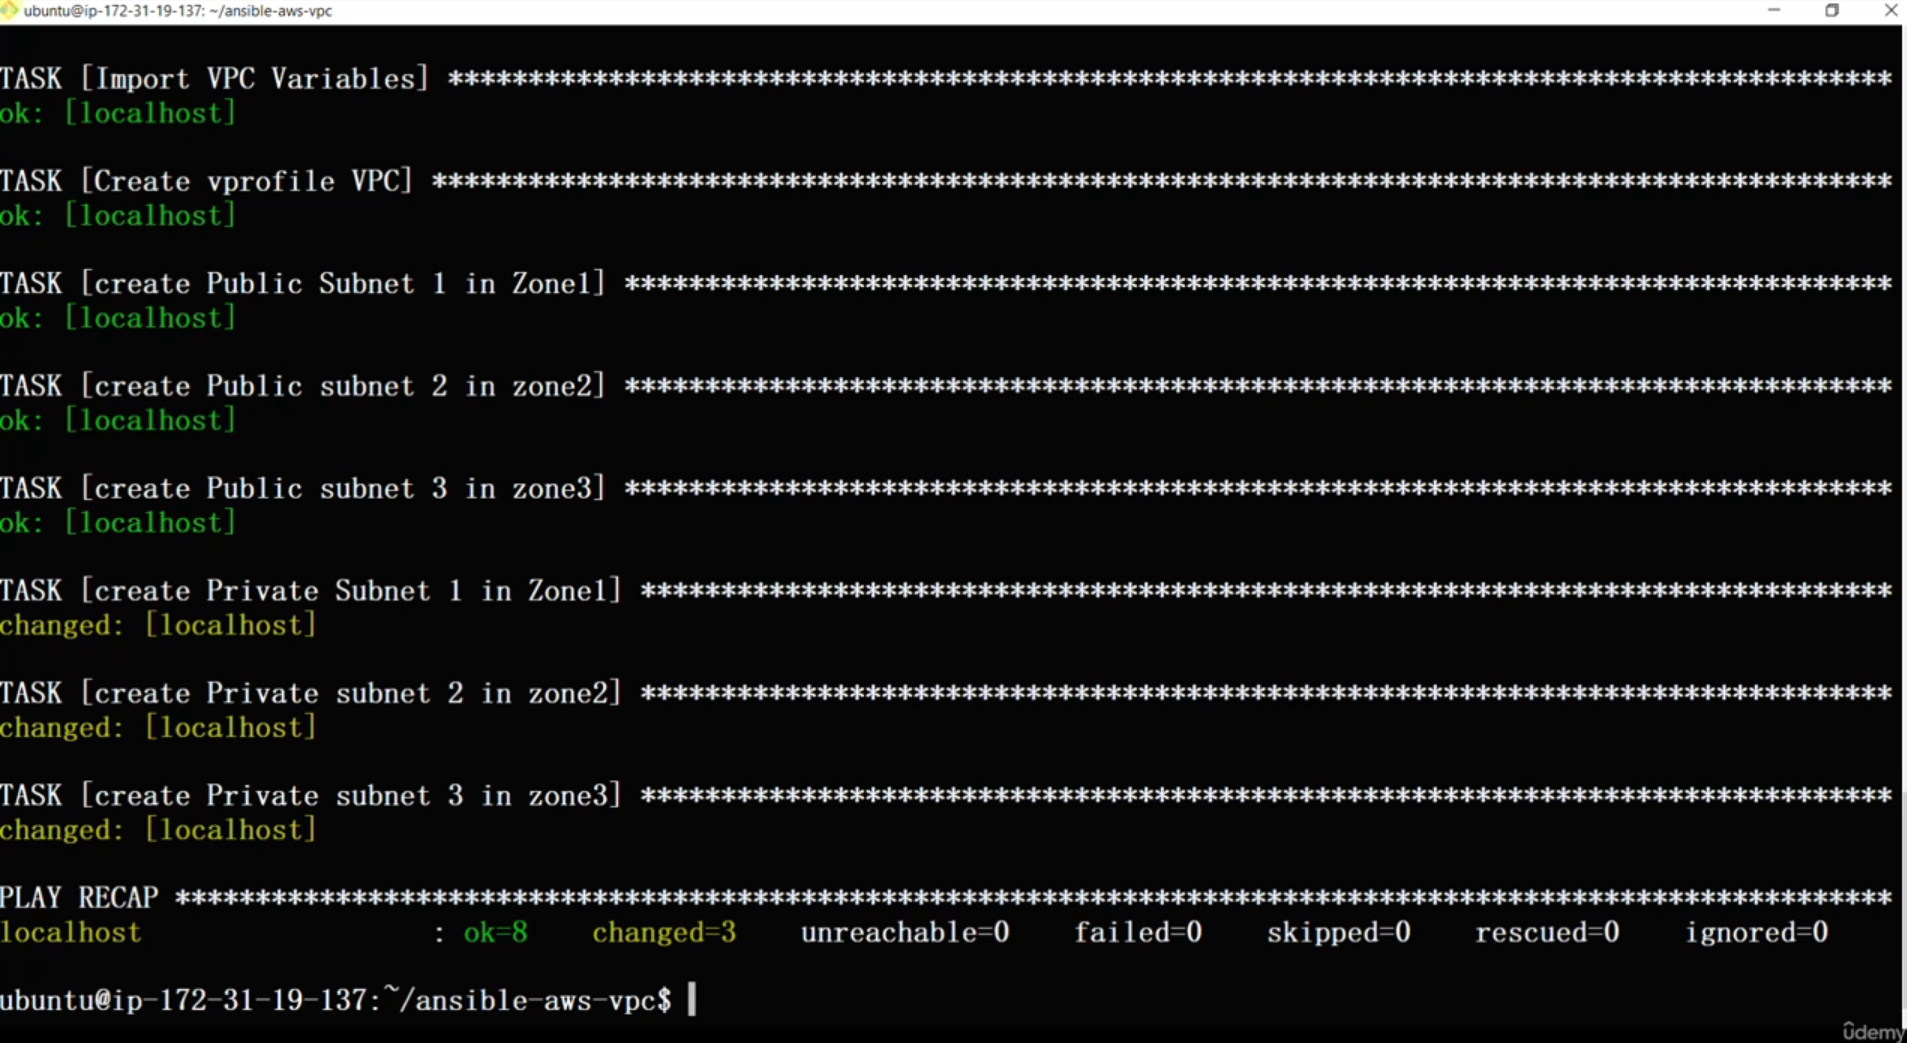 ubuntu@ip-172-31-19-137: ~/ansible-aws-vpc
TASK [Import VPC Variables] ******************************************************************************************
ok: [localhost]
TASK [Create vprofile VPC] *******************************************************************************************
ok: [localhost]
TASK [create Public Subnet 1 in Zone1] *******************************************************************************
ok: [localhost]
TASK [create Public subnet 2 in zone2] *******************************************************************************
ok: [localhost]
TASK [create Public subnet 3 in zone3] *******************************************************************************
ok: [localhost]
TASK [create Private Subnet 1 in Zone1] ******************************************************************************
changed: [localhost]
TASK [create Private subnet 2 in zone2] ******************************************************************************
changed: [localhost]
TASK [create Private subnet 3 in zone3] ******************************************************************************
changed: [localhost]
PLAY RECAP ***********************************************************************************************************
localhost : ok=8 changed=3 unreachable=0 failed=0 skipped=0 rescued=0 ignored=0
ubuntu@ip-172-31-19-137:~/ansible-aws-vpc$
ûdemy